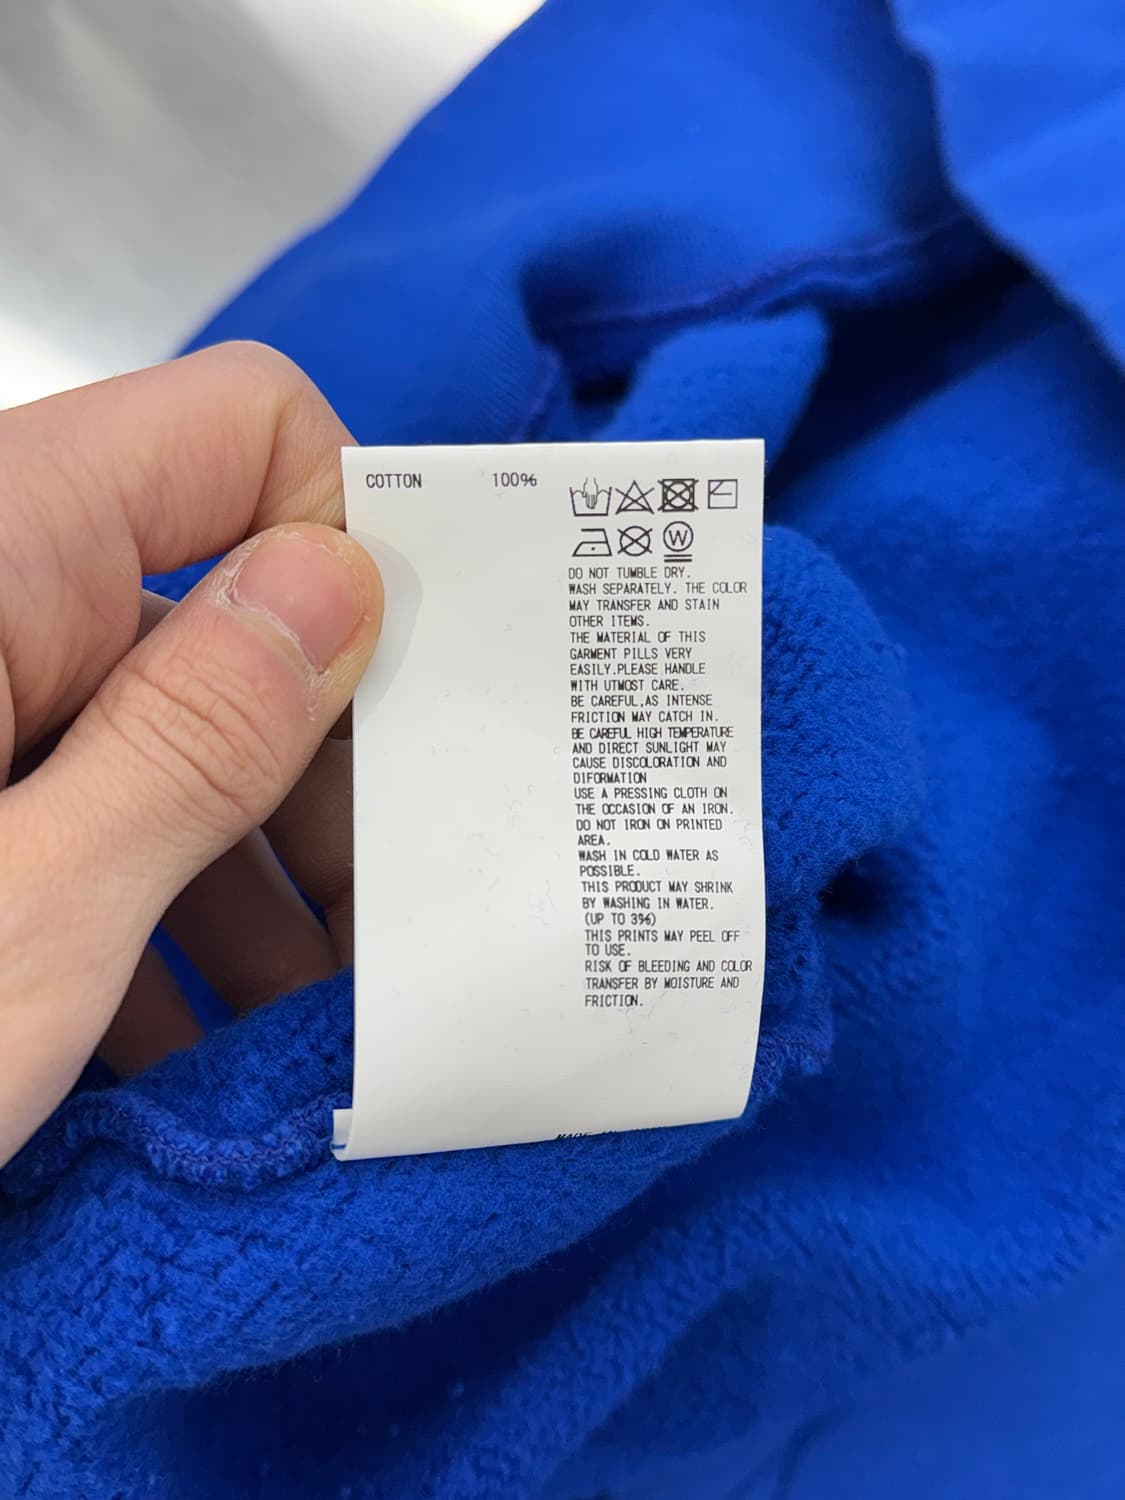 COTTON 100%
W
DO NOT TUMBLE DRY.
WASH SEPARATELY. THE COLOR
MAY TRANSFER AND STAIN
OTHER ITEMS.
THE MATERIAL OF THIS
GARMENT PILLS VERY
EASILY.PLEASE HANDLE
WITH UTMOST CARE.
BE CAREFUL,AS INTENSE
FRICTION MAY CATCH IN.
BE CAREFUL HIGH TEMPERATURE
AND DIRECT SUNLIGHT MAY
CAUSE DISCOLORATION AND
DIFORMATION
USE A PRESSING CLOTH ON
THE OCCASION OF AN IRON.
DO NOT IRON ON PRINTED
AREA.
WASH IN COLD WATER AS
POSSIBLE.
THIS PRODUCT MAY SHRINK
BY WASHING IN WATER.
(UP TO 3%)
THIS PRINTS MAY PEEL OFF
TO USE.
RISK OF BLEEDING AND COLOR
TRANSFER BY MOISTURE AND
FRICTION.
MADE IN